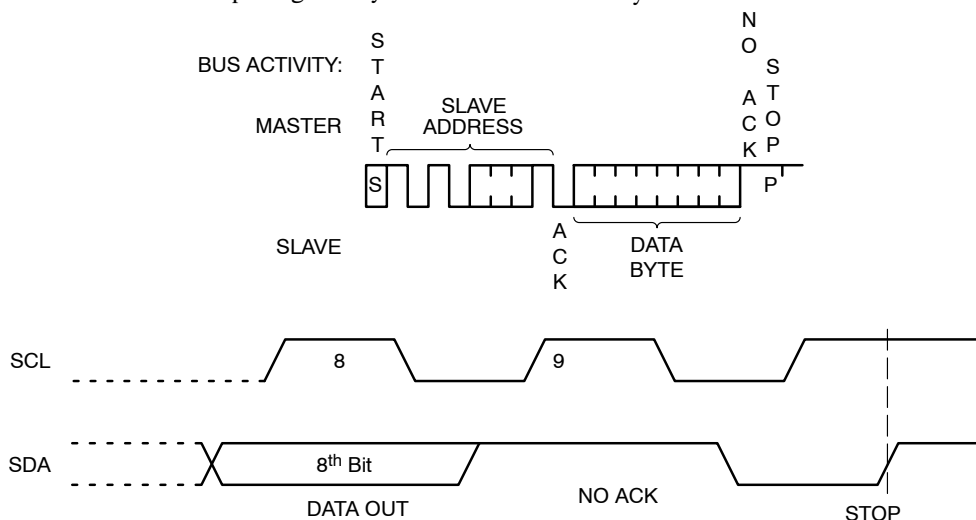 START
NO ACK
STOP
BUS ACTIVITY:
MASTER
SLAVE
ADDRESS
S
P
SLAVE
ACK
DATA
BYTE
SCL
8
9
SDA
8th Bit
DATA OUT
NO ACK
STOP